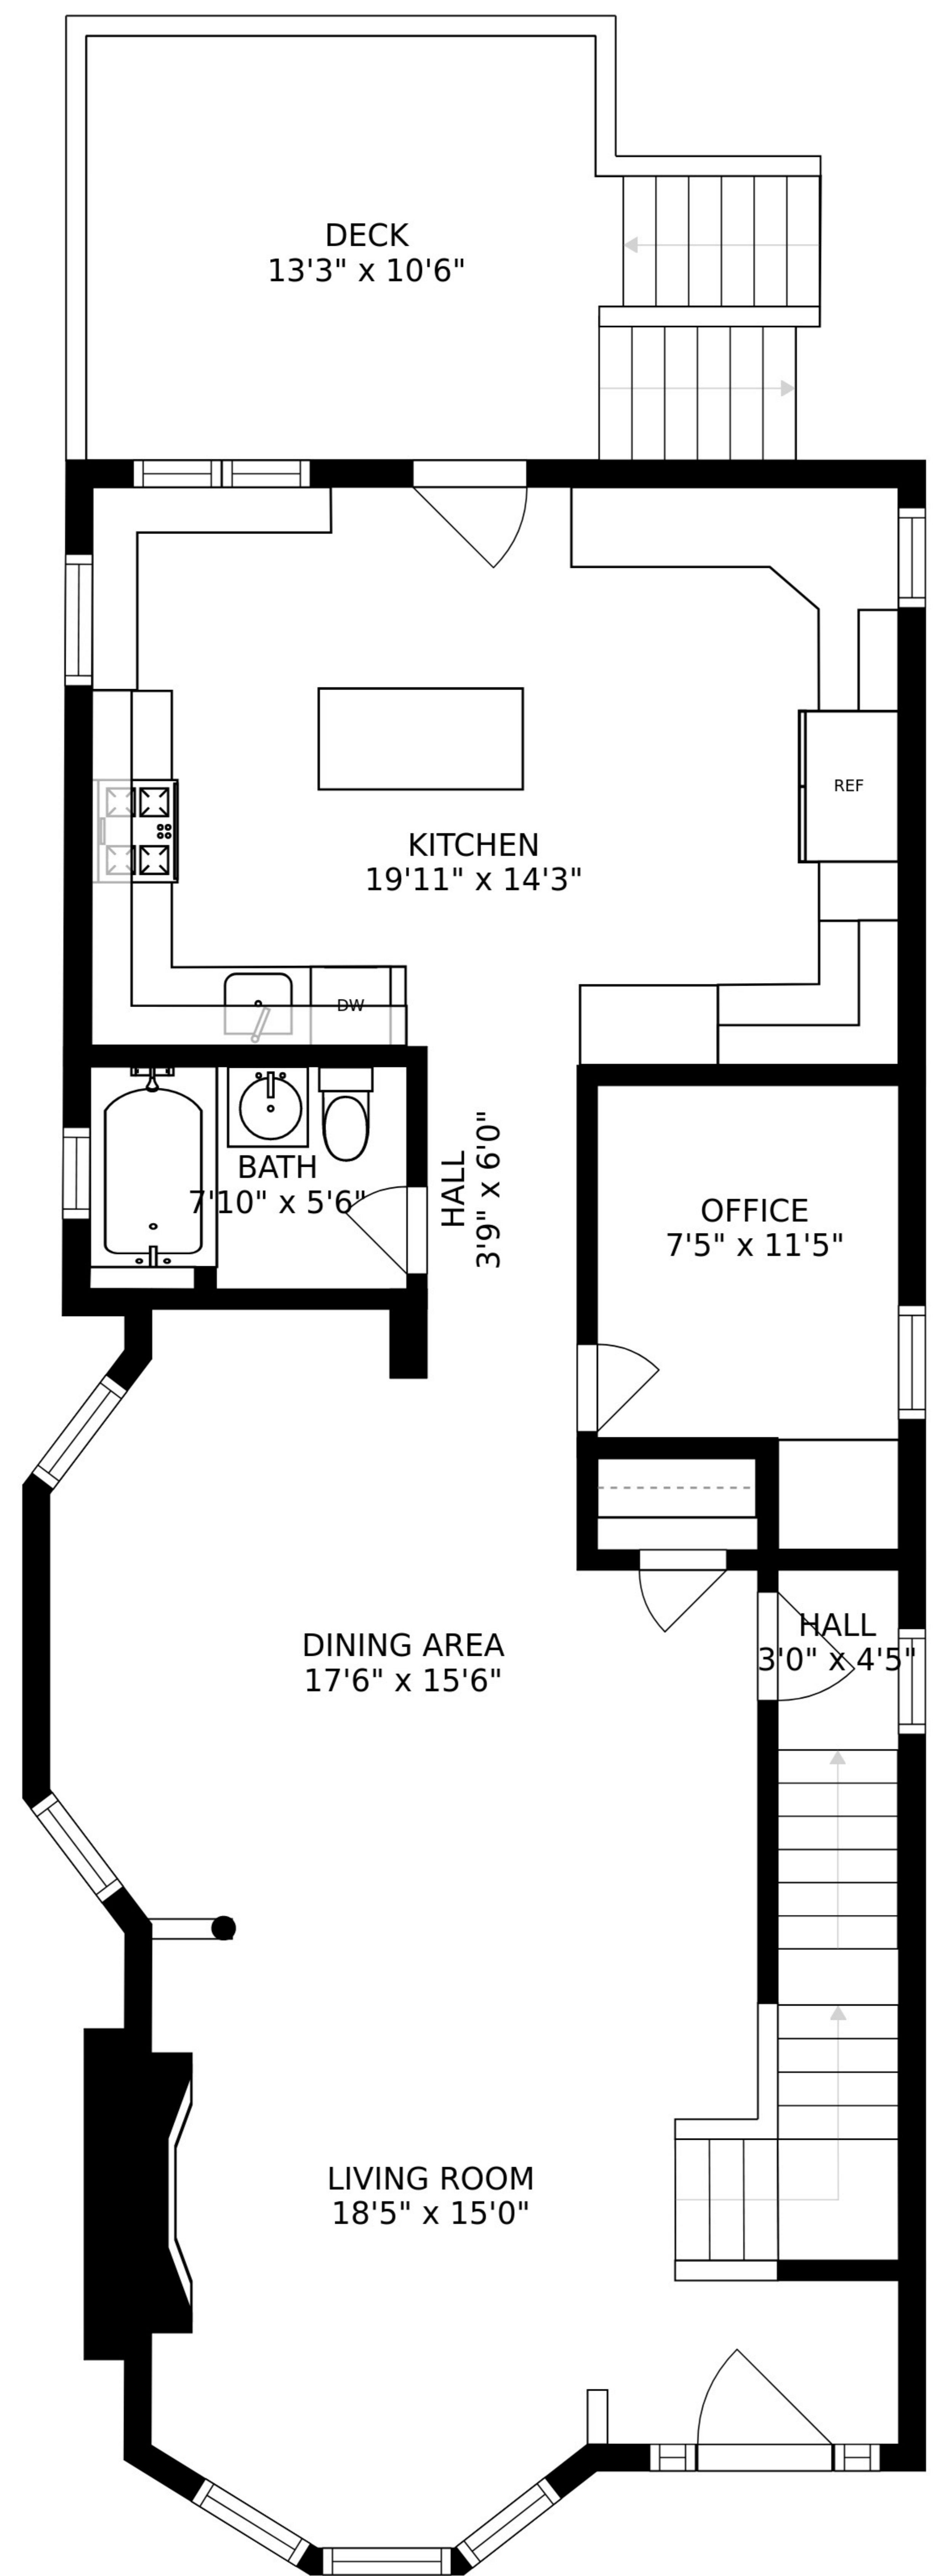 DECK
13'3" x 10'6"
KITCHEN
19'11" x 14'3"
REF
DW
BATH
7'10" x 5'6"
HALL
3'9" x 6'0"
OFFICE
7'5" x 11'5"
HALL
3'0" x 4'5"
DINING AREA
17'6" x 15'6"
LIVING ROOM
18'5" x 15'0"